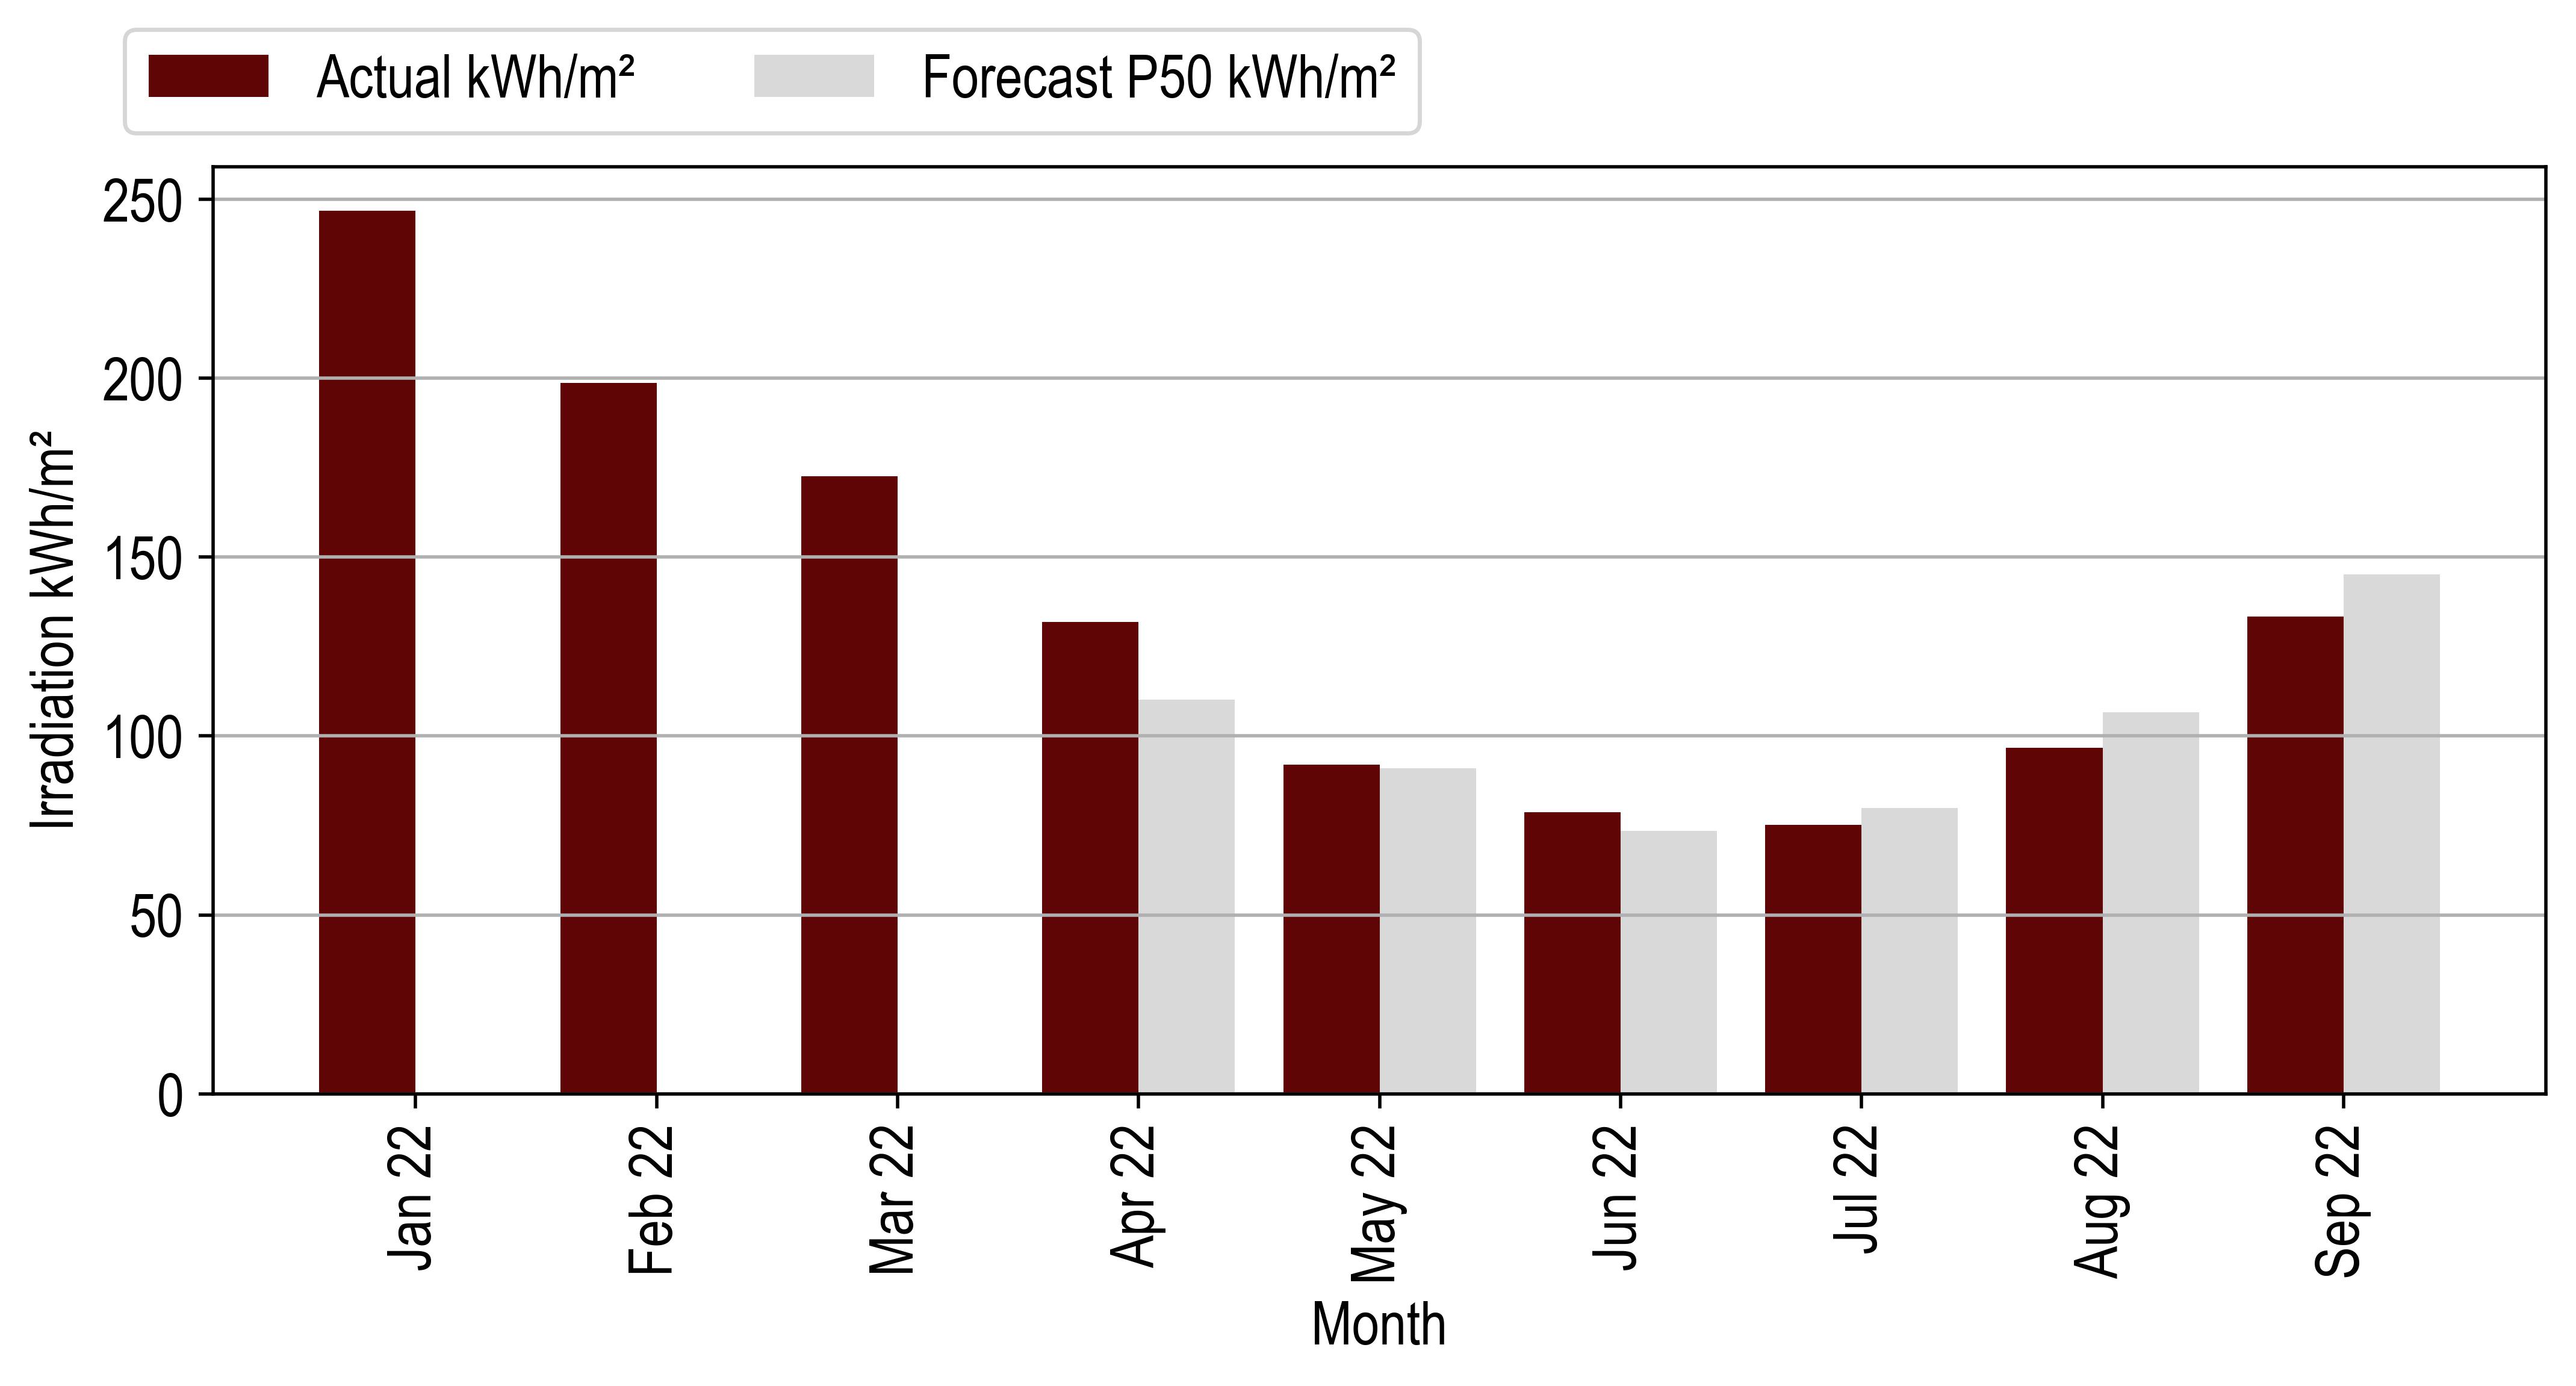 Actual kWh/m² Forecast P50 kWh/m²
Irradiation kWh/m²
250
200
150
100
50
0
Jan 22 Feb 22 Mar 22 Apr 22 May 22 Jun 22 Jul 22 Aug 22 Sep 22
Month